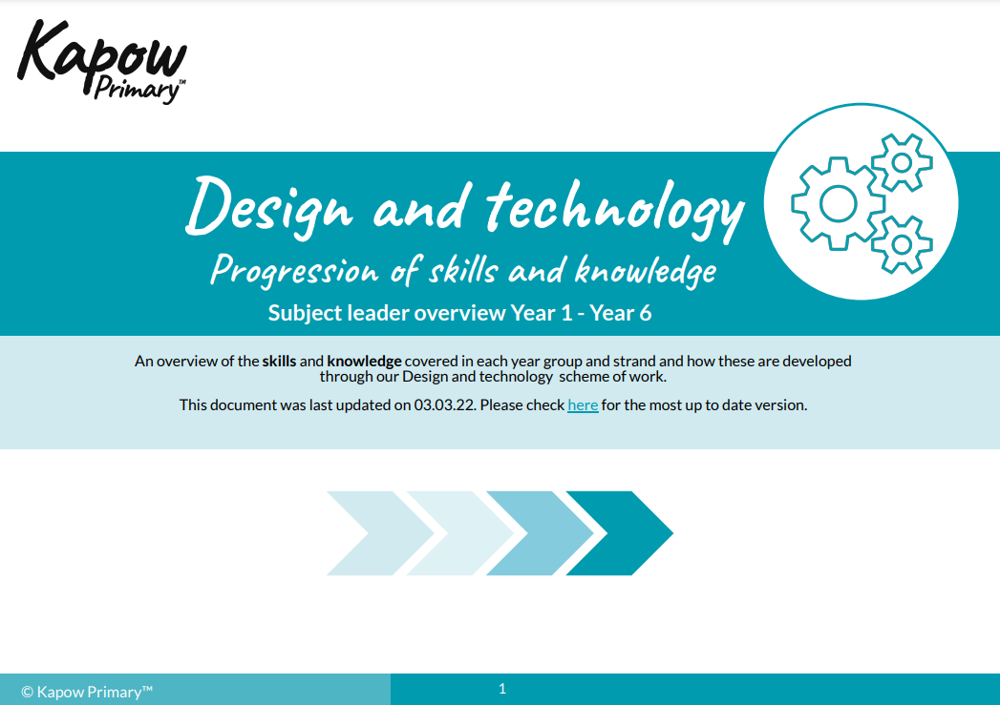 Kapow
Primary™
Design and technology
Progression of skills and knowledge
Subject leader overview Year 1 - Year 6
An overview of the skills and knowledge covered in each year group and strand and how these are developed
through our Design and technology scheme of work.
This document was last updated on 03.03.22. Please check here for the most up to date version.
© Kapow Primary™
1